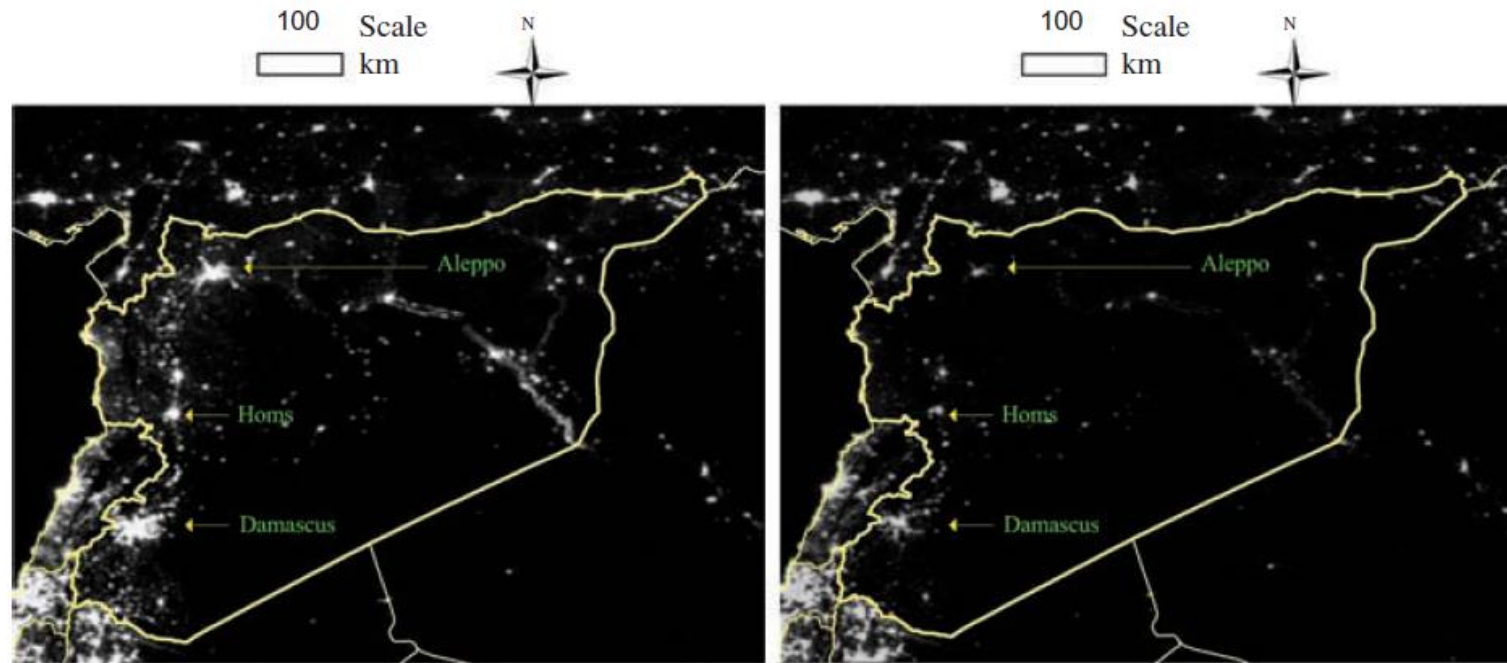 100 Scale
km
N
100 Scale
km
N
Aleppo
Homs
Damascus
Aleppo
Homs
Damascus